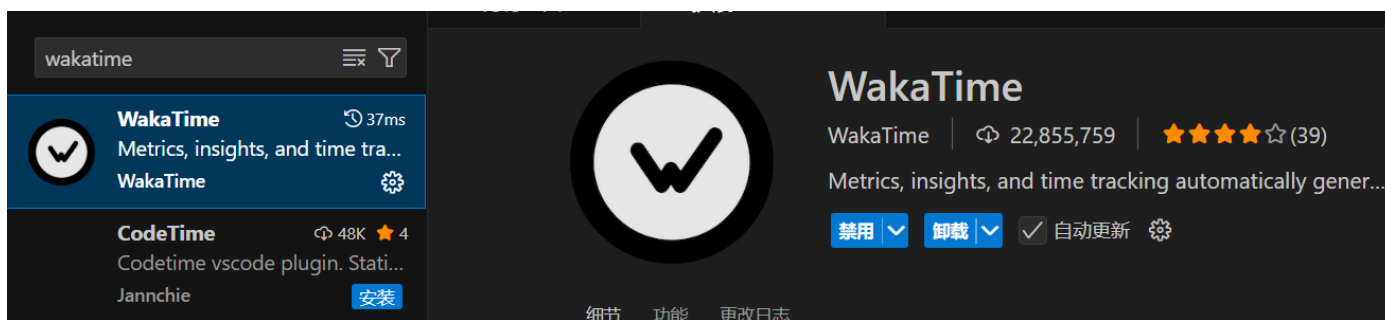 wakatime
WakaTime 37ms
Metrics, insights, and time tra...
WakaTime
CodeTime 48K 4
Codetime vscode plugin. Stati...
Jannchie 安装
WakaTime
WakaTime 22,855,759 (39)
Metrics, insights, and time tracking automatically gener...
禁用 卸载 自动更新
细节 功能 更改日志